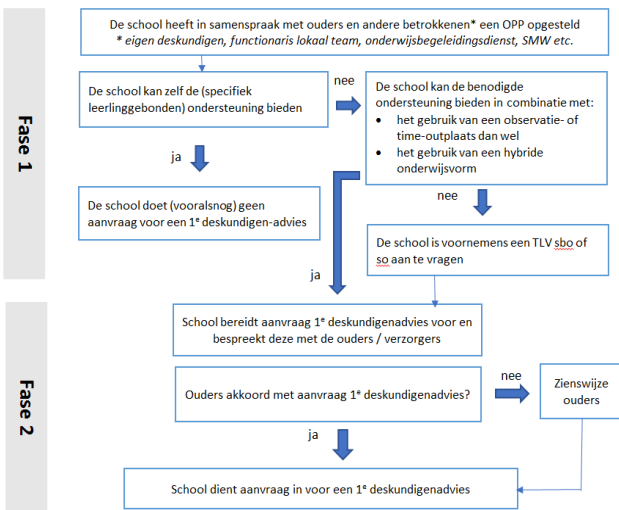 De school heeft in samenspraak met ouders en andere betrokkenen* een OPP opgesteld
* eigen deskundigen, functionaris lokaal team, onderwijsbegeleidingsdienst, SMW etc.
Fase 1
De school kan zelf de (specifiek
leerlinggebonden) ondersteuning bieden
nee
De school kan de benodigde
ondersteuning bieden in combinatie met:
• het gebruik van een observatie- of
time-outplaats dan wel
• het gebruik van een hybride
onderwijsvorm
ja
De school doet (vooralsnog) geen
aanvraag voor een 1e deskundigen-advies
nee
De school is voornemens een TLV sbo of
so aan te vragen
ja
Fase 2
School bereidt aanvraag 1e deskundigenadvies voor en
bespreekt deze met de ouders / verzorgers
Ouders akkoord met aanvraag 1e deskundigenadvies?
nee
Zienswijze
ouders
ja
School dient aanvraag in voor een 1e deskundigenadvies